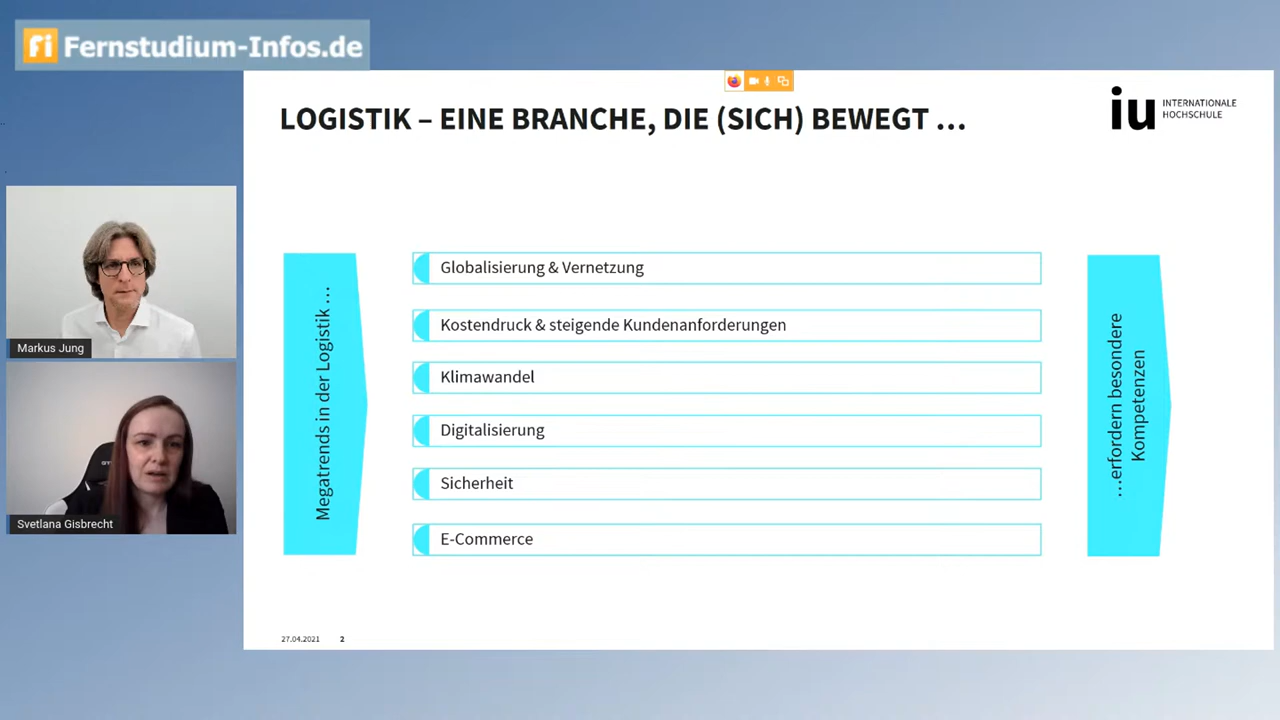 fi Fernstudium-Infos.de
LOGISTIK – EINE BRANCHE, DIE (SICH) BEWEGT ...
iu INTERNATIONALE
HOCHSCHULE
Markus Jung
Svetlana Gisbrecht
Megatrends in der Logistik ...
Globalisierung & Vernetzung
Kostendruck & steigende Kundenanforderungen
Klimawandel
Digitalisierung
Sicherheit
E-Commerce
...erfordern besondere
Kompetenzen
27.04.2021 2